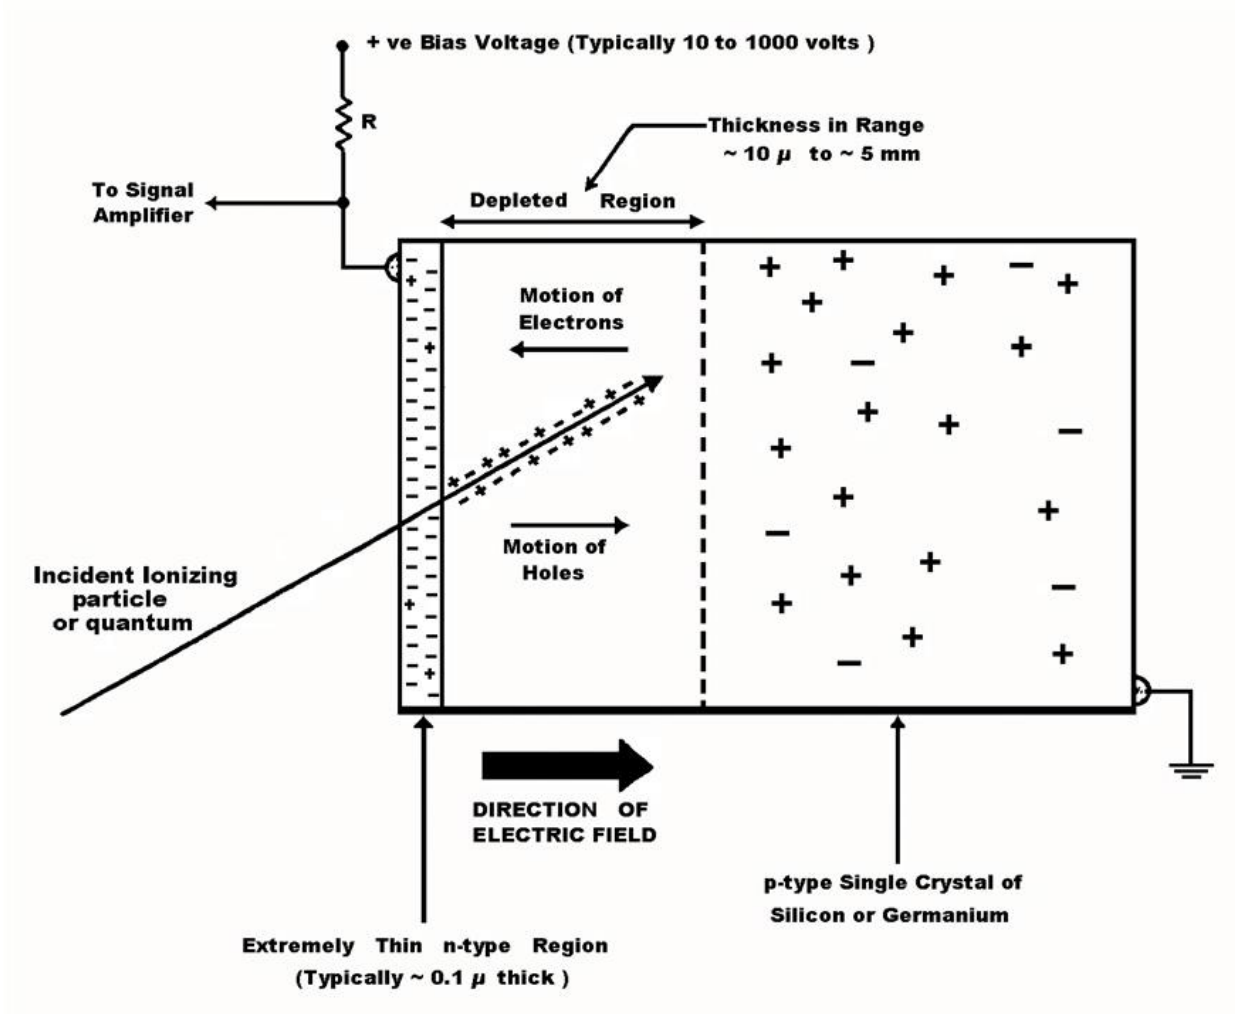 + ve Bias Voltage (Typically 10 to 1000 volts )
R
Thickness in Range
~ 10 µ to ~ 5 mm
To Signal
Amplifier
Depleted Region
Motion of
Electrons
Motion of
Holes
Incident Ionizing
particle
or quantum
DIRECTION OF
ELECTRIC FIELD
p-type Single Crystal of
Silicon or Germanium
Extremely Thin n-type Region
(Typically ~ 0.1 µ thick )